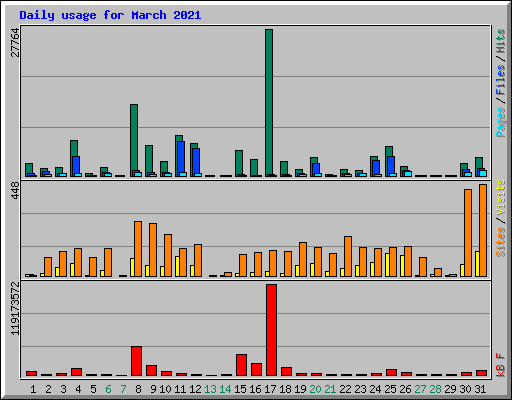 Daily usage for March 2021
27764
Pages / Files / Hits
448
Sites / Visits
119173572
kB F
1 2 3 4 5 6 7 8 9 10 11 12 13 14 15 16 17 18 19 20 21 22 23 24 25 26 27 28 29 30 31